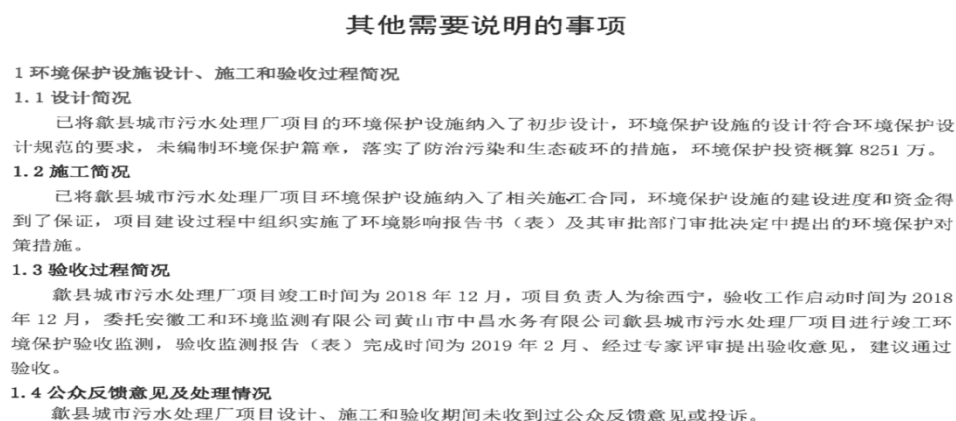 其他需要说明的事项
1 环境保护设施设计、施工和验收过程简况
1.1 设计简况
已将歙县城市污水处理厂项目的环境保护设施纳入了初步设计，环境保护设施的设计符合环境保护设
计规范的要求，未编制环境保护篇章，落实了防治污染和生态破坏的措施，环境保护投资概算 8251 万。
1.2 施工简况
已将歙县城市污水处理厂项目环境保护设施纳入了相关施工合同，环境保护设施的建设进度和资金得
到了保证，项目建设过程中组织实施了环境影响报告书（表）及其审批部门审批决定中提出的环境保护对
策措施。
1.3 验收过程简况
歙县城市污水处理厂项目竣工时间为 2018 年 12 月，项目负责人为徐西宁，验收工作启动时间为 2018
年 12 月，委托安徽工和环境监测有限公司黄山市中昌水务有限公司歙县城市污水处理厂项目进行竣工环
境保护验收监测，验收监测报告（表）完成时间为 2019 年 2 月、经过专家评审提出验收意见，建议通过
验收。
1.4 公众反馈意见及处理情况
歙县城市污水处理厂项目设计、施工和验收期间未收到过公众反馈意见或投诉。